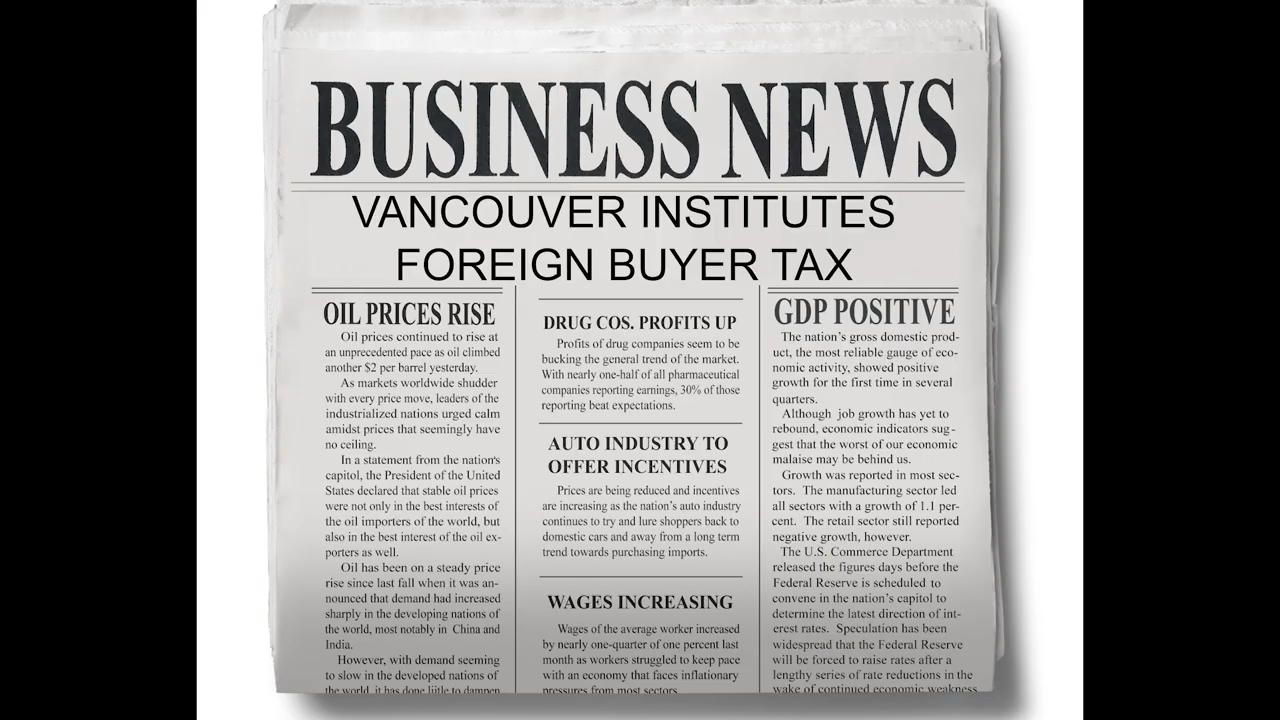 BUSINESS NEWS
VANCOUVER INSTITUTES
FOREIGN BUYER TAX
OIL PRICES RISE
Oil prices continued to rise at
an unprecedented pace as oil climbed
another $2 per barrel yesterday.
As markets worldwide shudder
with every price move, leaders of the
industrialized nations urged calm
amidst prices that seemingly have
no ceiling.
In a statement from the nation's
capitol, the President of the United
States declared that stable oil prices
were not only in the best interests of
the oil importers of the world, but
also in the best interest of the oil ex-
porters as well.
Oil has been on a steady price
rise since last fall when it was an-
nounced that demand had increased
sharply in the developing nations of
the world, most notably in China and
India.
However, with demand seeming
to slow in the developed nations of
the world, it has done little to dampen
DRUG COS. PROFITS UP
Profits of drug companies seem to be
bucking the general trend of the market.
With nearly one-half of all pharmaceutical
companies reporting earnings, 30% of those
reporting beat expectations.
AUTO INDUSTRY TO
OFFER INCENTIVES
Prices are being reduced and incentives
are increasing as the nation's auto industry
continues to try and lure shoppers back to
domestic cars and away from a long term
trend towards purchasing imports.
WAGES INCREASING
Wages of the average worker increased
by nearly one-quarter of one percent last
month as workers struggled to keep pace
with an economy that faces inflationary
pressures from most sectors.
GDP POSITIVE
The nation's gross domestic prod-
uct, the most reliable gauge of eco-
nomic activity, showed positive
growth for the first time in several
quarters.
Although job growth has yet to
rebound, economic indicators sug-
gest that the worst of our economic
malaise may be behind us.
Growth was reported in most sec-
tors. The manufacturing sector led
all sectors with a growth of 1.1 per-
cent. The retail sector still reported
negative growth, however.
The U.S. Commerce Department
released the figures days before the
Federal Reserve is scheduled to
convene in the nation's capitol to
determine the latest direction of int-
erest rates. Speculation has been
widespread that the Federal Reserve
will be forced to raise rates after a
lengthy series of rate reductions in the
wake of continued economic weakness